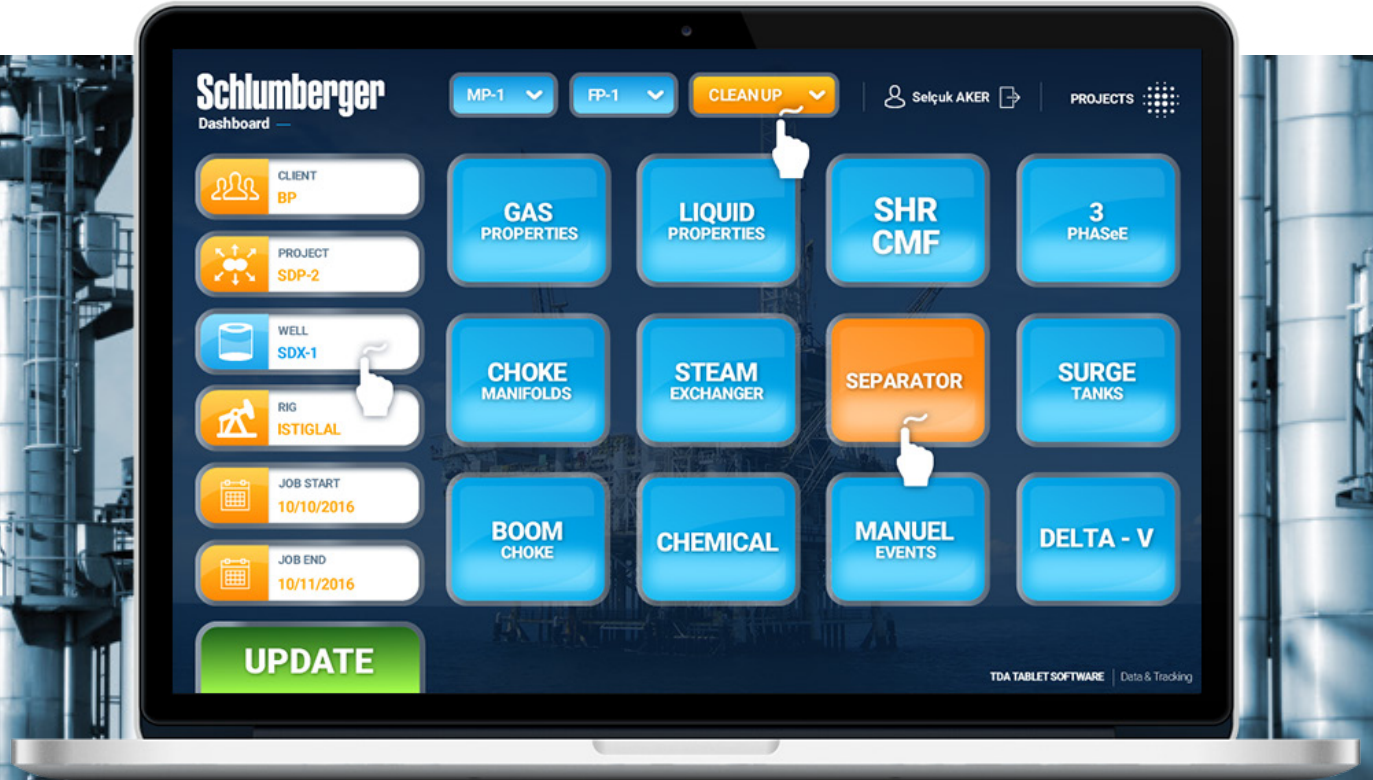 Schlumberger
Dashboard
MP-1
FP-1
CLEAN UP
Selçuk AKER
PROJECTS
CLIENT
BP
PROJECT
SDP-2
WELL
SDX-1
RIG
ISTIGLAL
JOB START
10/10/2016
JOB END
10/11/2016
UPDATE
GAS
PROPERTIES
LIQUID
PROPERTIES
SHR
CMF
3
PHASeE
CHOKE
MANIFOLDS
STEAM
EXCHANGER
SEPARATOR
SURGE
TANKS
BOOM
CHOKE
CHEMICAL
MANUEL
EVENTS
DELTA - V
TDA TABLET SOFTWARE | Data & Tracking